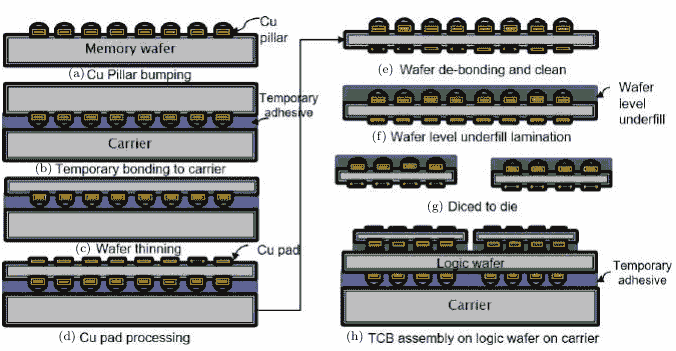 Cu
pillar
Memory wafer
(a) Cu Pillar bumping
Temporary
adhesive
Carrier
(b) Temporary bonding to carrier
(c) Wafer thinning
Cu pad
(d) Cu pad processing
(e) Wafer de-bonding and clean
Wafer
level
underfill
(f) Wafer level underfill lamination
(g) Diced to die
Logic wafer
Temporary
adhesive
Carrier
(h) TCB assembly on logic wafer on carrier